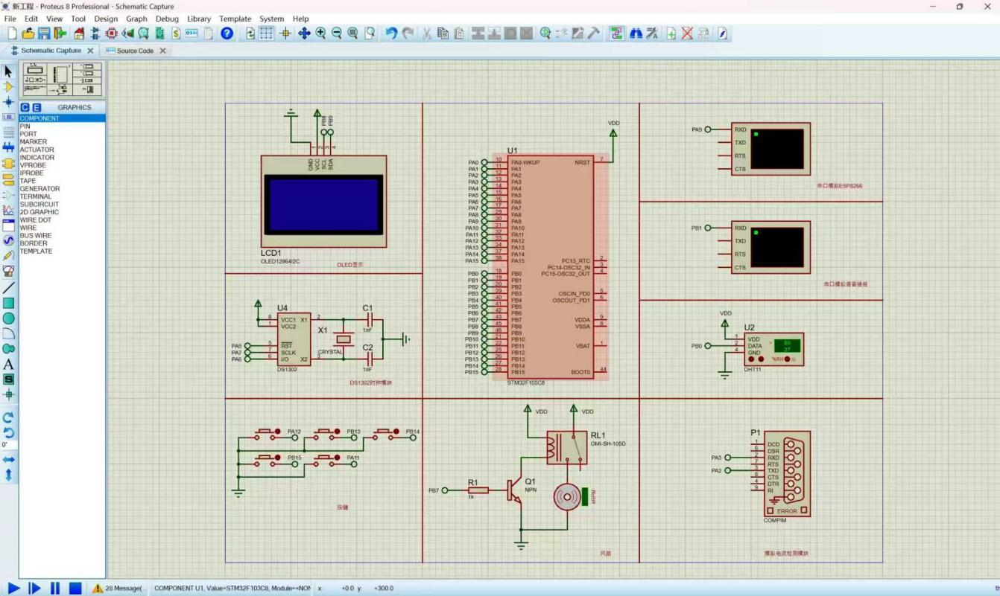 新工程 - Proteus 8 Professional - Schematic Capture
File Edit View Tool Design Graph Debug Library Template System Help
Schematic Capture
Source Code
C E GRAPHICS
COMPONENT
PIN
PORT
MARKER
ACTUATOR
INDICATOR
VPROBE
IPROBE
TAPE
GENERATOR
TERMINAL
SUBCIRCUIT
2D GRAPHIC
WIRE DOT
WIRE
BUS WIRE
BORDER
TEMPLATE
LBL
A
S
0°
PB8
PB9
1 2 3 4
GND
VCC
SCL
SDA
LCD1
OLED12864I2C
OLED显示
U4
8 VCC1 X1 2
1 VCC2
PA5 5 RST
PA7 7 SCLK
PA6 6 I/O X2 3
DS1302
X1
CRYSTAL
C1
1nF
C2
1nF
DS1302时钟模块
PA12
PB13
PB14
PB15
PA11
按键
VDD
U1
PA0 10 PA0-WKUP NRST 7
PA1 11 PA1
PA2 12 PA2
PA3 13 PA3
PA4 14 PA4
PA5 15 PA5
PA6 16 PA6
PA7 17 PA7
PA8 29 PA8
PA9 30 PA9
PA10 31 PA10
PA11 32 PA11
PA12 33 PA12
PA13 34 PA13
PA14 37 PA14
PA15 38 PA15
PC13_RTC 2
PC14-OSC32_IN 3
PC15-OSC32_OUT 4
PB0 18 PB0
PB1 19 PB1
PB2 20 PB2
PB3 39 PB3
PB4 40 PB4
PB5 41 PB5
PB6 42 PB6
PB7 43 PB7
PB8 45 PB8
PB9 46 PB9
PB10 21 PB10
PB11 22 PB11
PB12 25 PB12
PB13 26 PB13
PB14 27 PB14
PB15 28 PB15
OSCIN_PD0 5
OSCOUT_PD1 6
VDDA 9
VSSA 8
VBAT 1
BOOT0 44
STM32F103C8
VDD
VDD
RL1
OMI-SH-105D
PB7
R1
1k
Q1
NPN
风扇
PA9 RXD
TXD
RTS
CTS
串口模拟ESP8266
PB1 RXD
TXD
RTS
CTS
串口模拟语音播报
VDD
U2
1 VDD
PB0 2 DATA
4 GND
80
27
%RH
DHT11
P1
1 DCD
6 DSR
PA3 2 RXD
7 RTS
PA2 3 TXD
8 CTS
4 DTR
9 RI
ERROR
COMPIM
模拟电流检测模块
28 Message(
COMPONENT U1, Value=STM32F103C8, Module=<NON
x: +0.0 y: +300.0